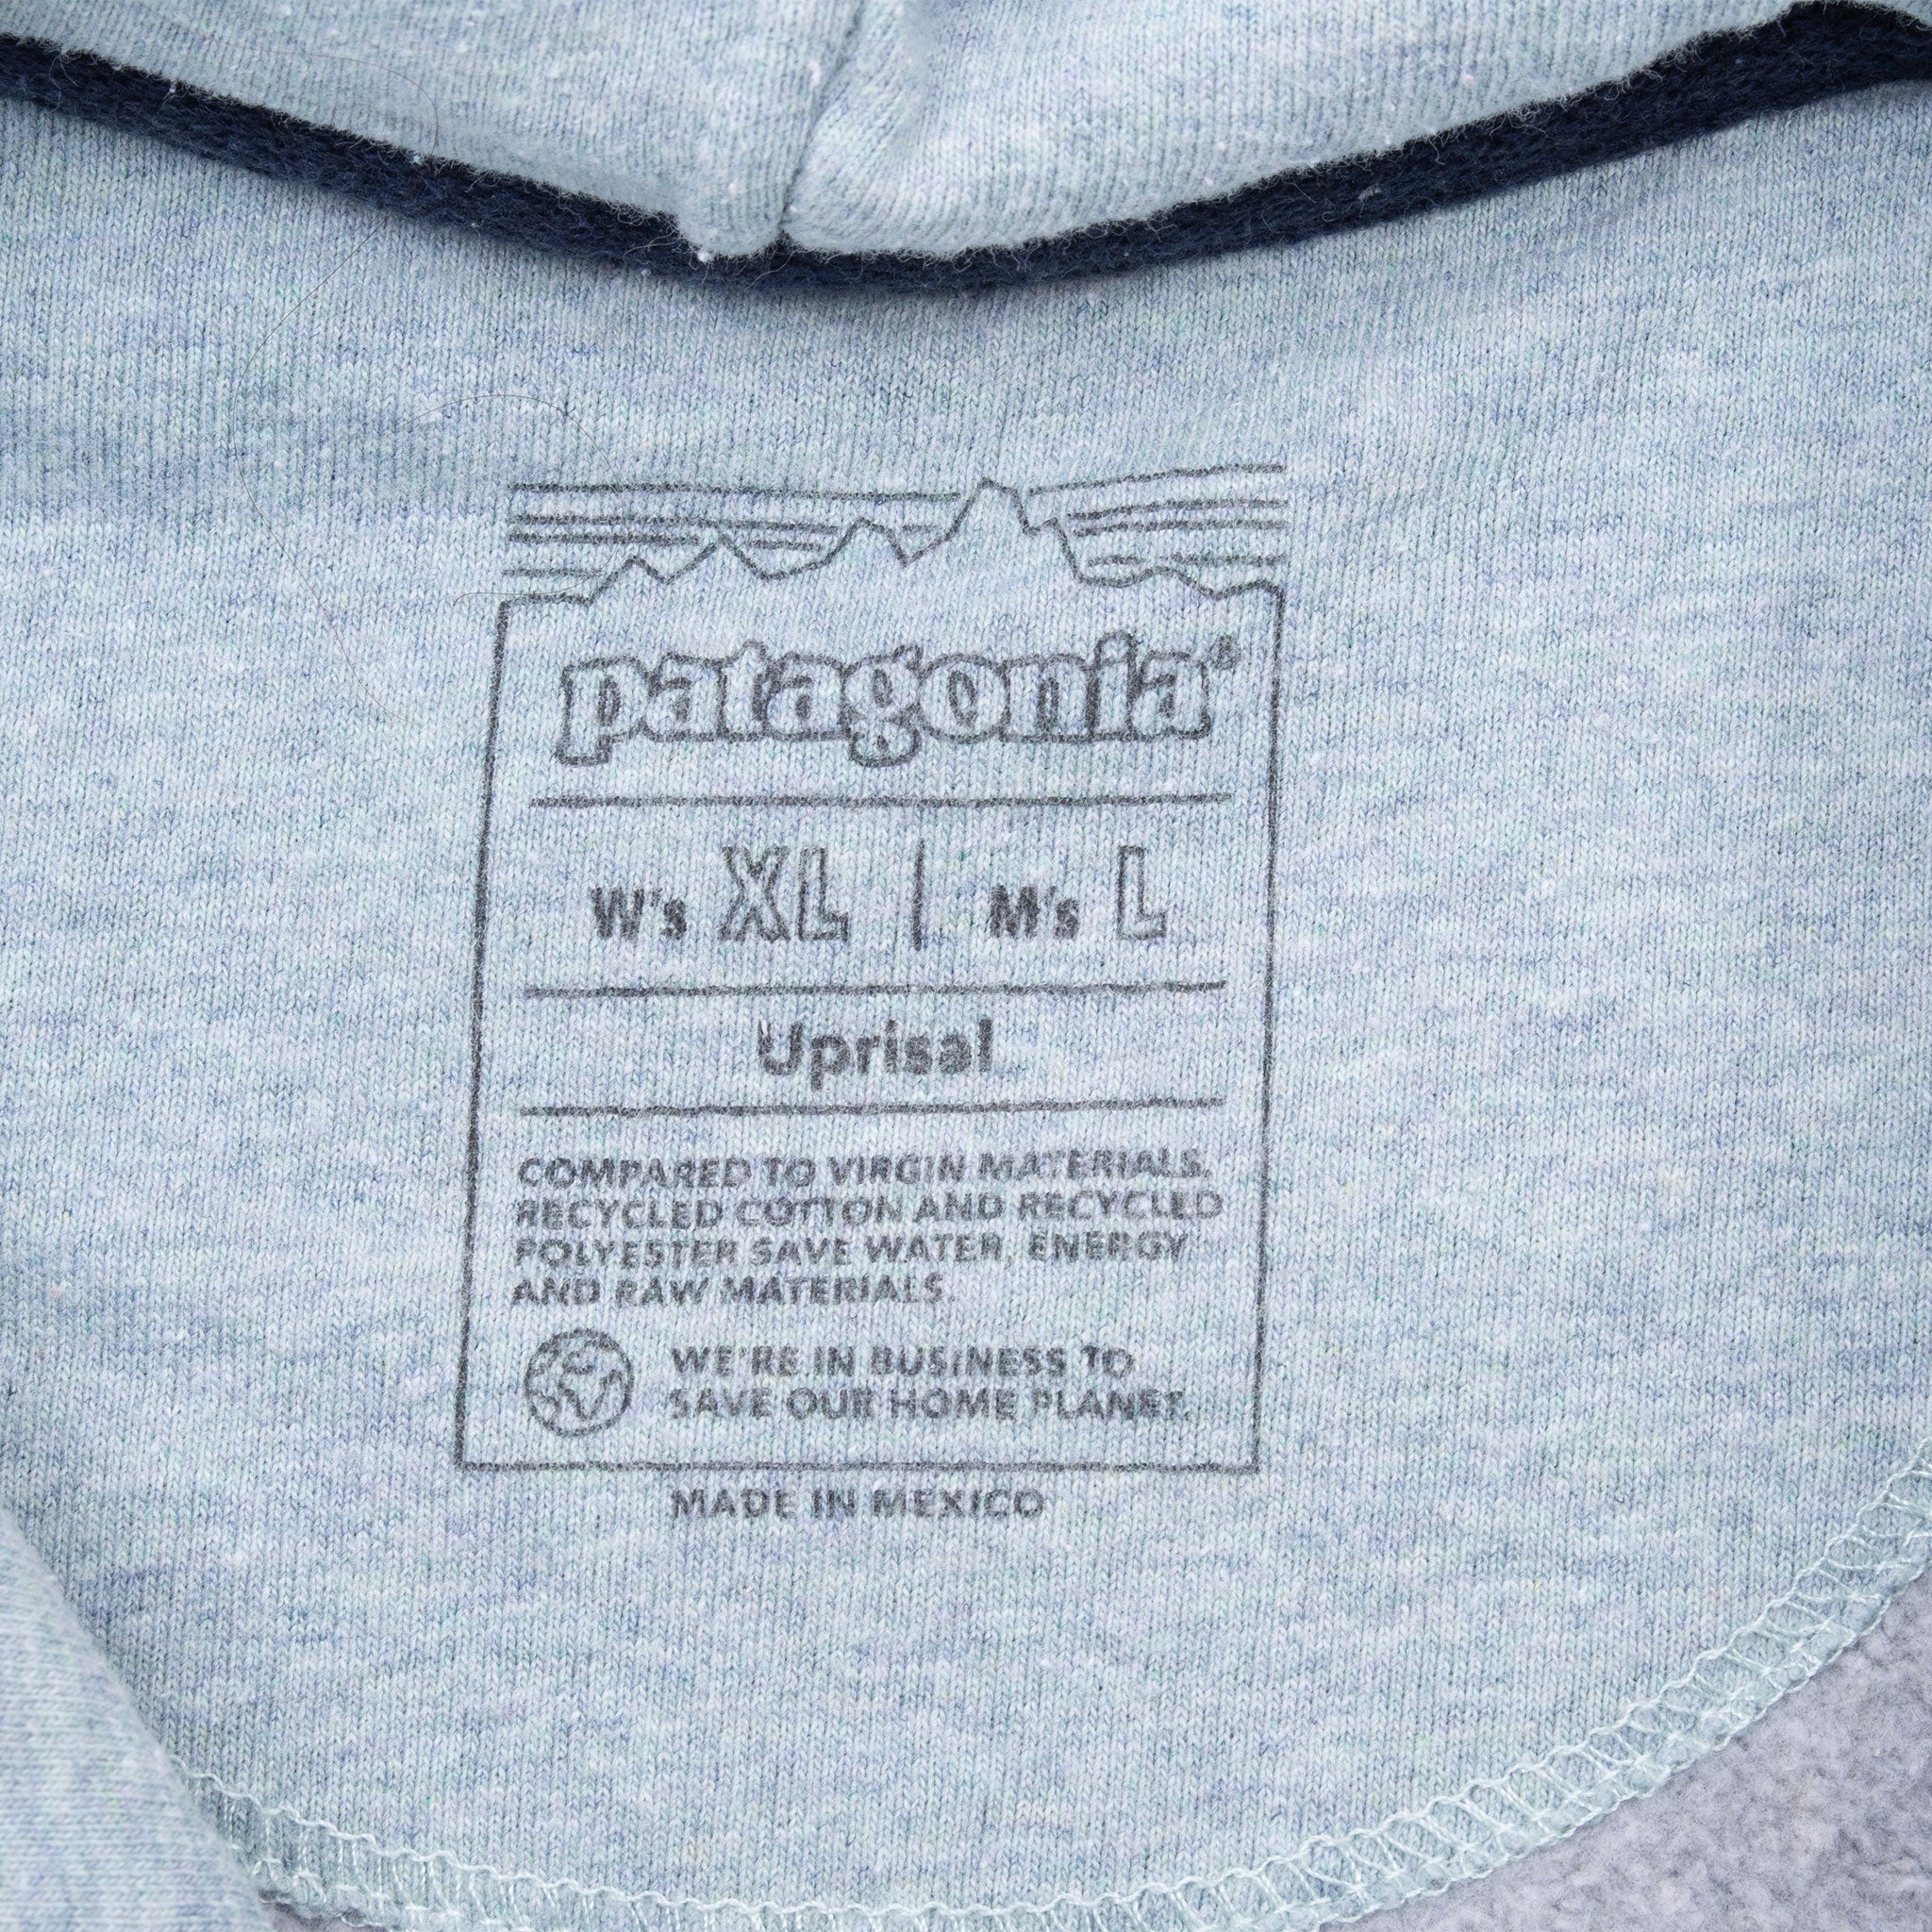 patagonia®
W's XL | M's L
Uprisal
COMPARED TO VIRGIN MATERIALS,
RECYCLED COTTON AND RECYCLED
POLYESTER SAVE WATER, ENERGY
AND RAW MATERIALS.
WE'RE IN BUSINESS TO
SAVE OUR HOME PLANET.
MADE IN MEXICO